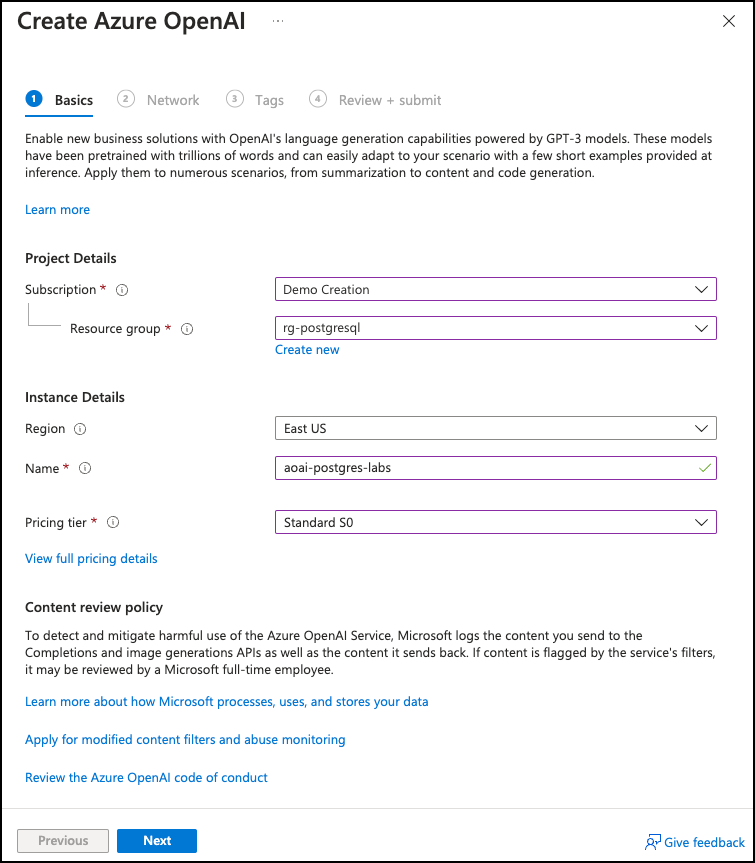 Create Azure OpenAI ...
1 Basics 2 Network 3 Tags 4 Review + submit
Enable new business solutions with OpenAI's language generation capabilities powered by GPT-3 models. These models
have been pretrained with trillions of words and can easily adapt to your scenario with a few short examples provided at
inference. Apply them to numerous scenarios, from summarization to content and code generation.
Learn more
Project Details
Subscription * Demo Creation
Resource group * rg-postgresql
Create new
Instance Details
Region East US
Name * aoai-postgres-labs
Pricing tier * Standard S0
View full pricing details
Content review policy
To detect and mitigate harmful use of the Azure OpenAI Service, Microsoft logs the content you send to the
Completions and image generations APIs as well as the content it sends back. If content is flagged by the service's filters,
it may be reviewed by a Microsoft full-time employee.
Learn more about how Microsoft processes, uses, and stores your data
Apply for modified content filters and abuse monitoring
Review the Azure OpenAI code of conduct
Previous Next Give feedback